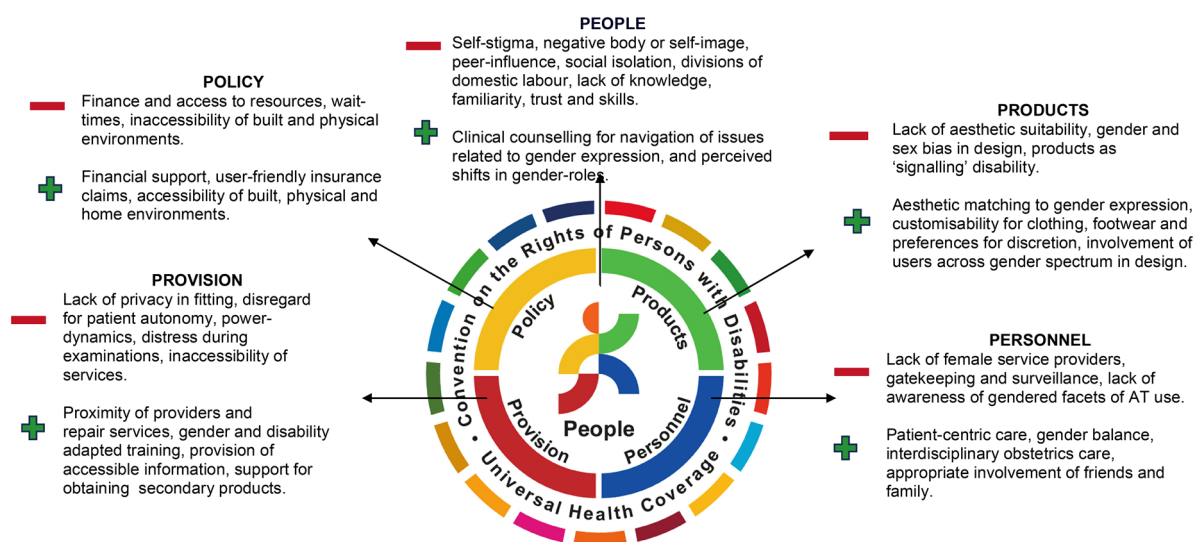 PEOPLE
Self-stigma, negative body or self-image,
peer-influence, social isolation, divisions of
domestic labour, lack of knowledge,
familiarity, trust and skills.
Clinical counselling for navigation of issues
related to gender expression, and perceived
shifts in gender-roles.
POLICY
Finance and access to resources, wait-
times, inaccessibility of built and physical
environments.
Financial support, user-friendly insurance
claims, accessibility of built, physical and
home environments.
PRODUCTS
Lack of aesthetic suitability, gender and
sex bias in design, products as
‘signalling’ disability.
Aesthetic matching to gender expression,
customisability for clothing, footwear and
preferences for discretion, involvement of
users across gender spectrum in design.
PROVISION
Lack of privacy in fitting, disregard
for patient autonomy, power-
dynamics, distress during
examinations, inaccessibility of
services.
Proximity of providers and
repair services, gender and disability
adapted training, provision of
accessible information, support for
obtaining secondary products.
PERSONNEL
Lack of female service providers,
gatekeeping and surveillance, lack of
awareness of gendered facets of AT use.
Patient-centric care, gender balance,
interdisciplinary obstetrics care,
appropriate involvement of friends and
family.
• Convention on the Rights of Persons with Disabilities •
Universal Health Coverage
Policy
Products
Provision
Personnel
People